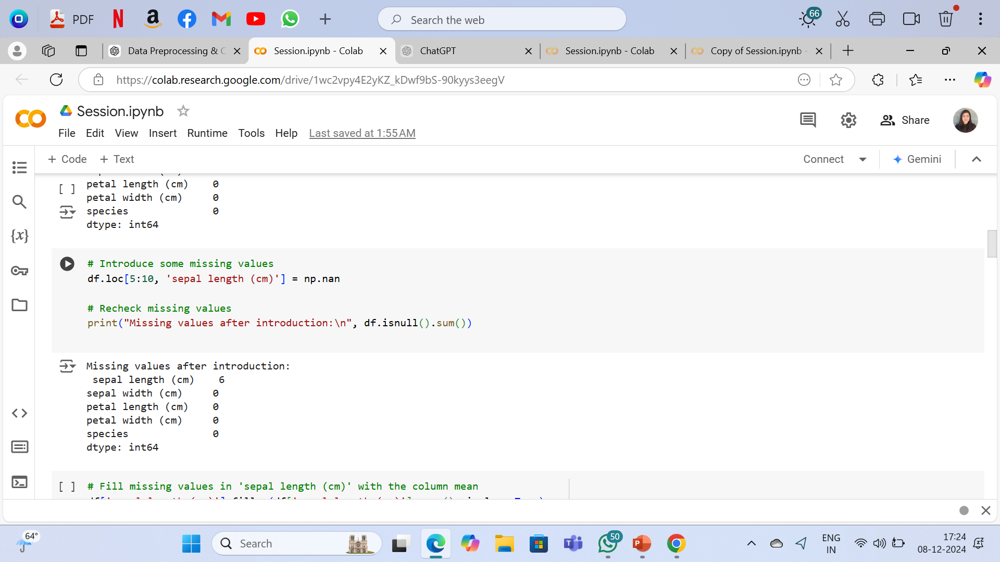 PDF
Search the web
66
Data Preprocessing & C
Session.ipynb - Colab
ChatGPT
Session.ipynb - Colab
Copy of Session.ipynb -
https://colab.research.google.com/drive/1wc2vpy4E2yKZ_kDwf9bS-90kyys3eegV
Session.ipynb
File Edit View Insert Runtime Tools Help Last saved at 1:55 AM
Share
+ Code + Text
Connect
Gemini
[ ]
petal length (cm)    0
petal width (cm)     0
species              0
dtype: int64
# Introduce some missing values
df.loc[5:10, 'sepal length (cm)'] = np.nan
# Recheck missing values
print("Missing values after introduction:\n", df.isnull().sum())
Missing values after introduction:
 sepal length (cm)    6
sepal width (cm)     0
petal length (cm)    0
petal width (cm)     0
species              0
dtype: int64
[ ] # Fill missing values in 'sepal length (cm)' with the column mean
64°
Search
50
ENG
IN
17:24
08-12-2024